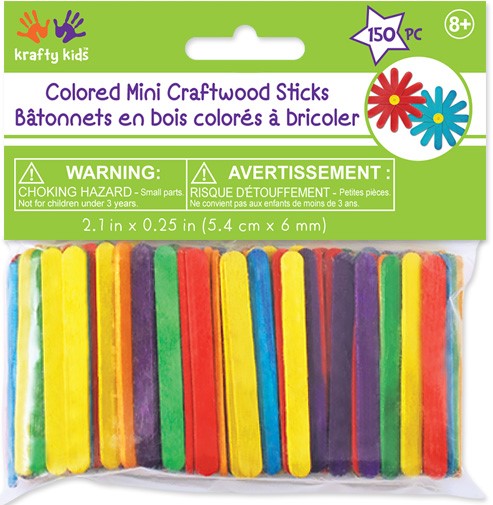 krafty kids™
150 PC
8+
Colored Mini Craftwood Sticks
Bâtonnets en bois colorés à bricoler
WARNING:
CHOKING HAZARD - Small parts.
Not for children under 3 years.
AVERTISSEMENT :
RISQUE D'ÉTOUFFEMENT - Petites pièces.
Ne convient pas aux enfants de moins de 3 ans.
2.1 in x 0.25 in (5.4 cm x 6 mm)